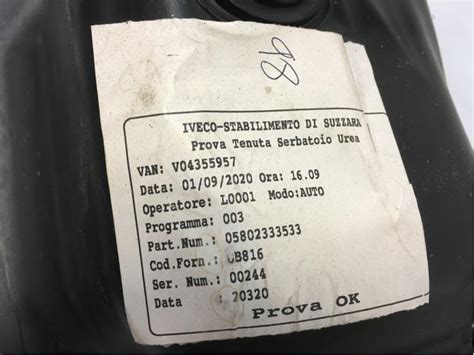 98
IVECO-STABILIMENTO DI SUZZARA
Prova Tenuta Serbatoio Urea
VAN: V04355957
Data: 01/09/2020 Ora: 16.09
Operatore: L0001 Modo:AUTO
Programma: 003
Part.Num.: 05802333533
Cod.Forn.: CB816
Ser. Num.: 00244
Data : 20320
Prova OK